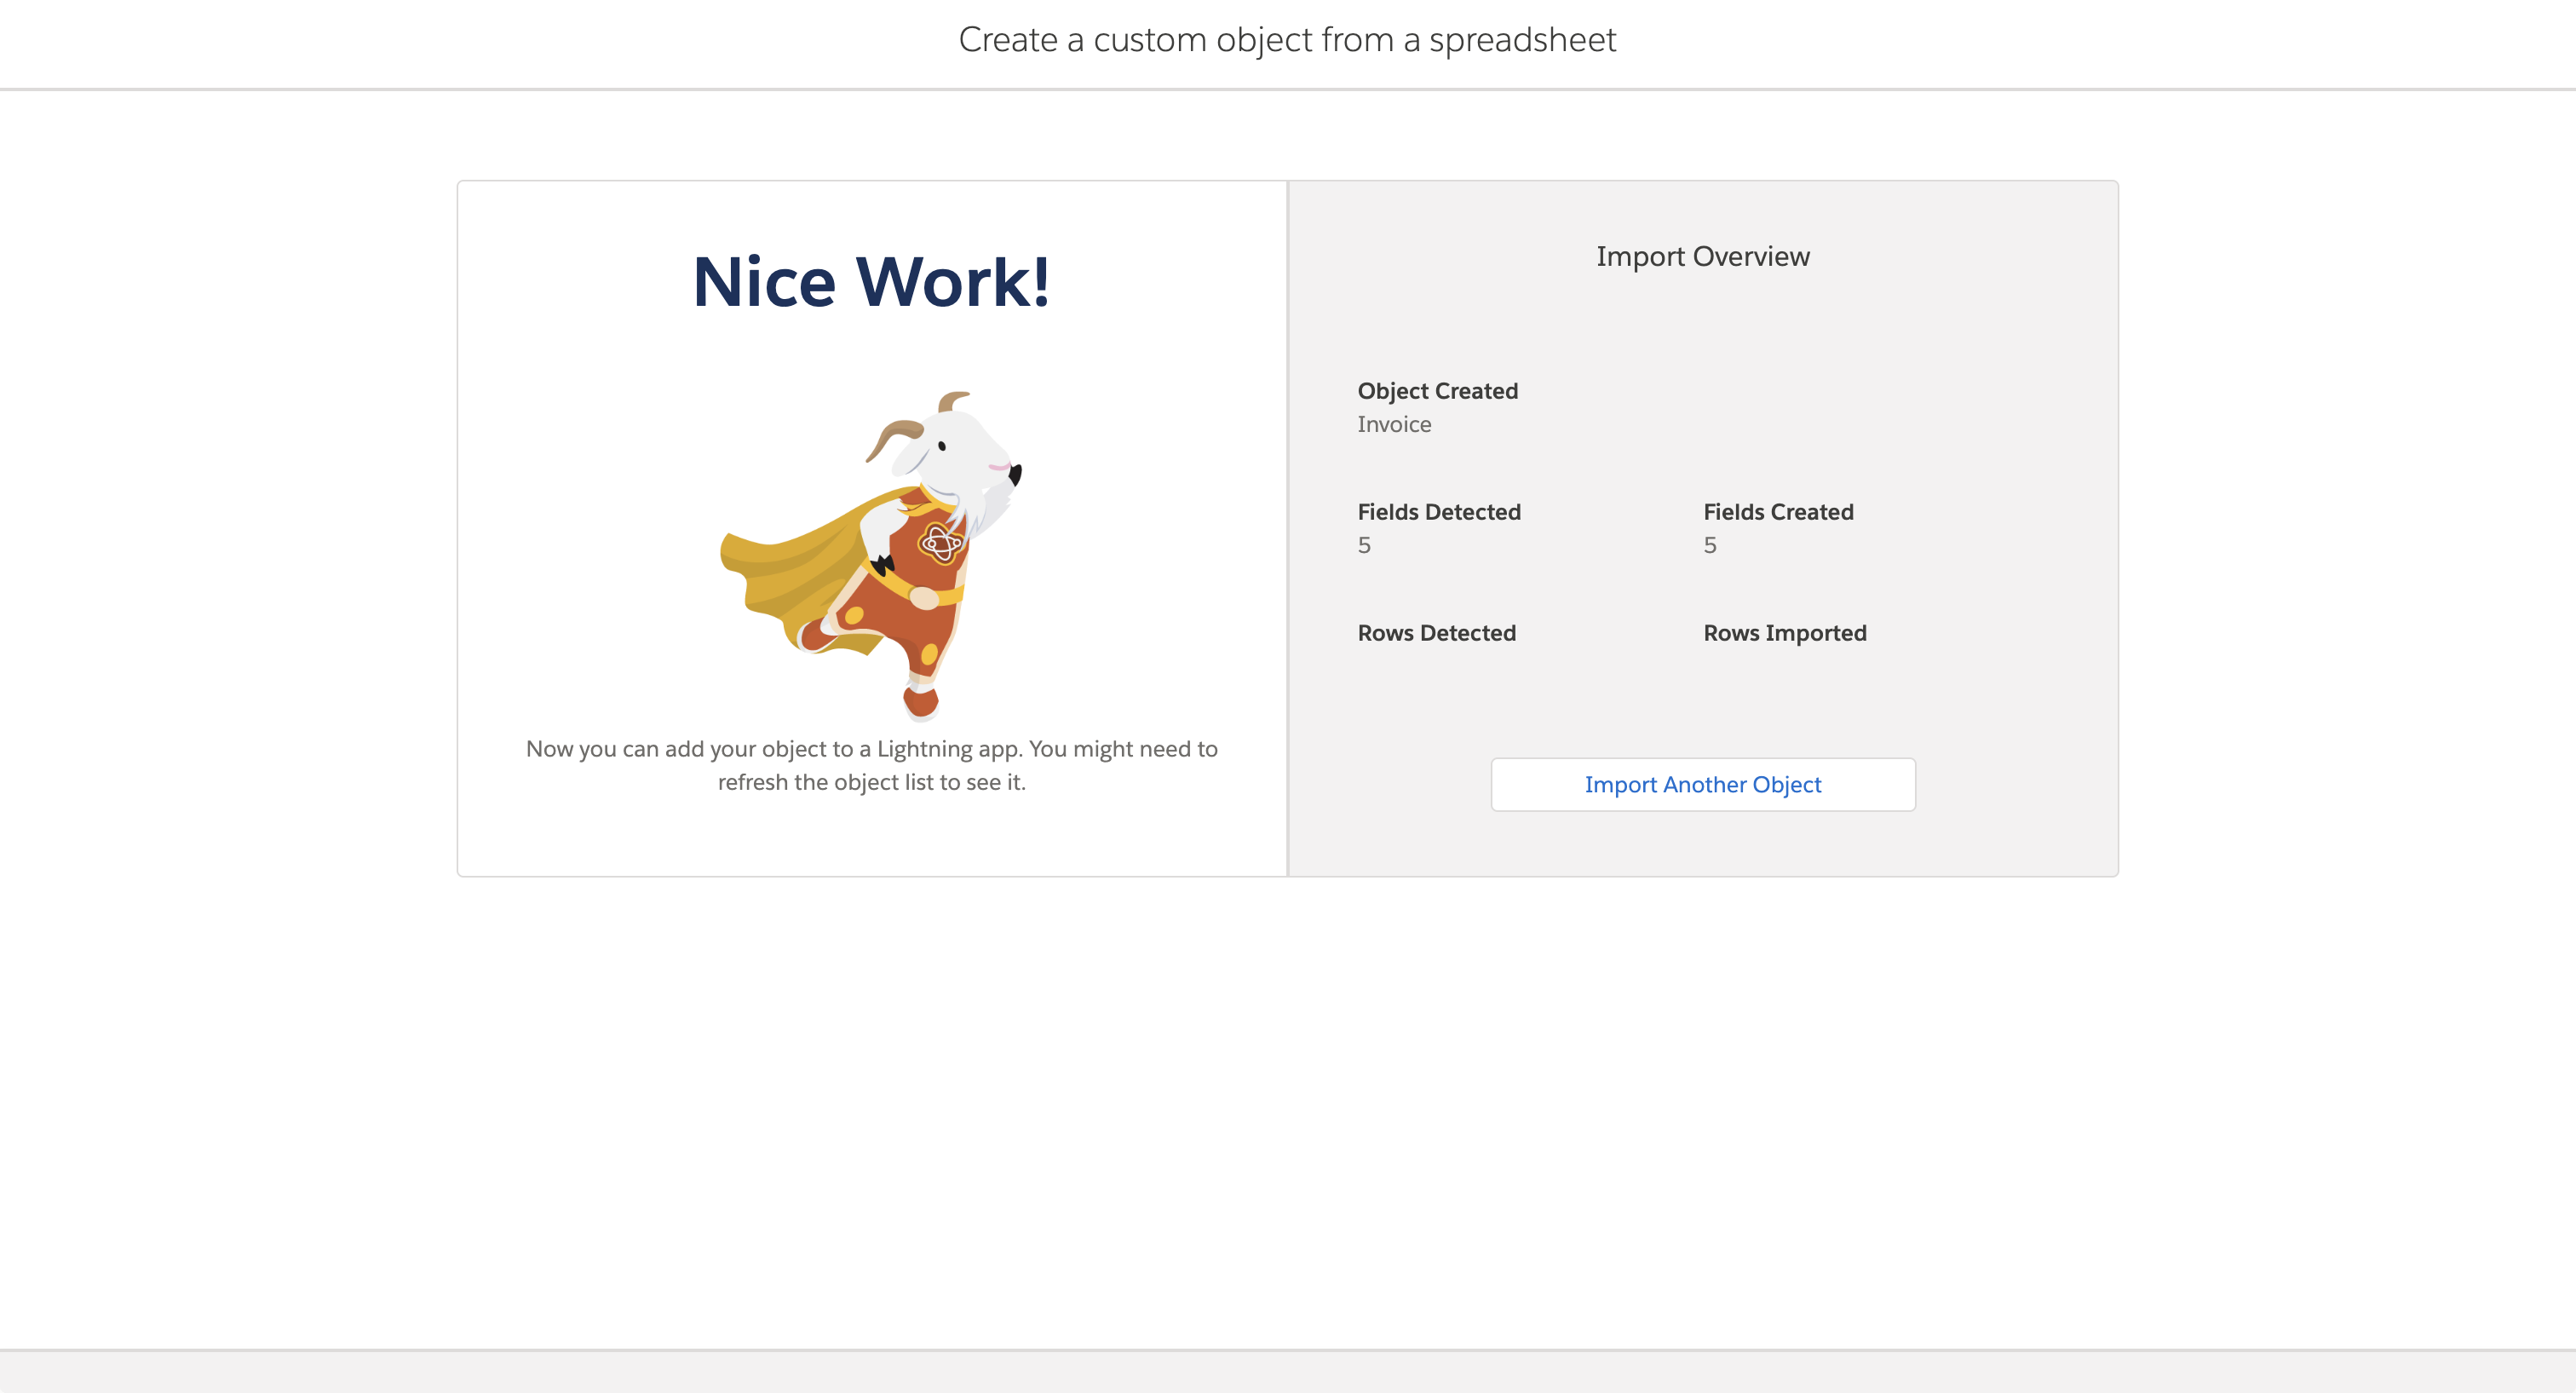 Create a custom object from a spreadsheet
Nice Work!
Now you can add your object to a Lightning app. You might need to
refresh the object list to see it.
Import Overview
Object Created
Invoice
Fields Detected
5
Fields Created
5
Rows Detected
Rows Imported
Import Another Object